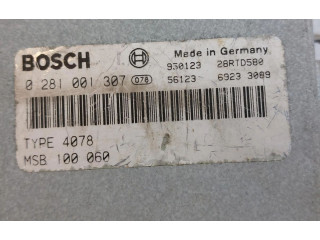 BOSCH Made in Germany
930123 28RTD580
0 281 001 307 078 56123 6923 3089
TYPE 4078
MSB 100 060